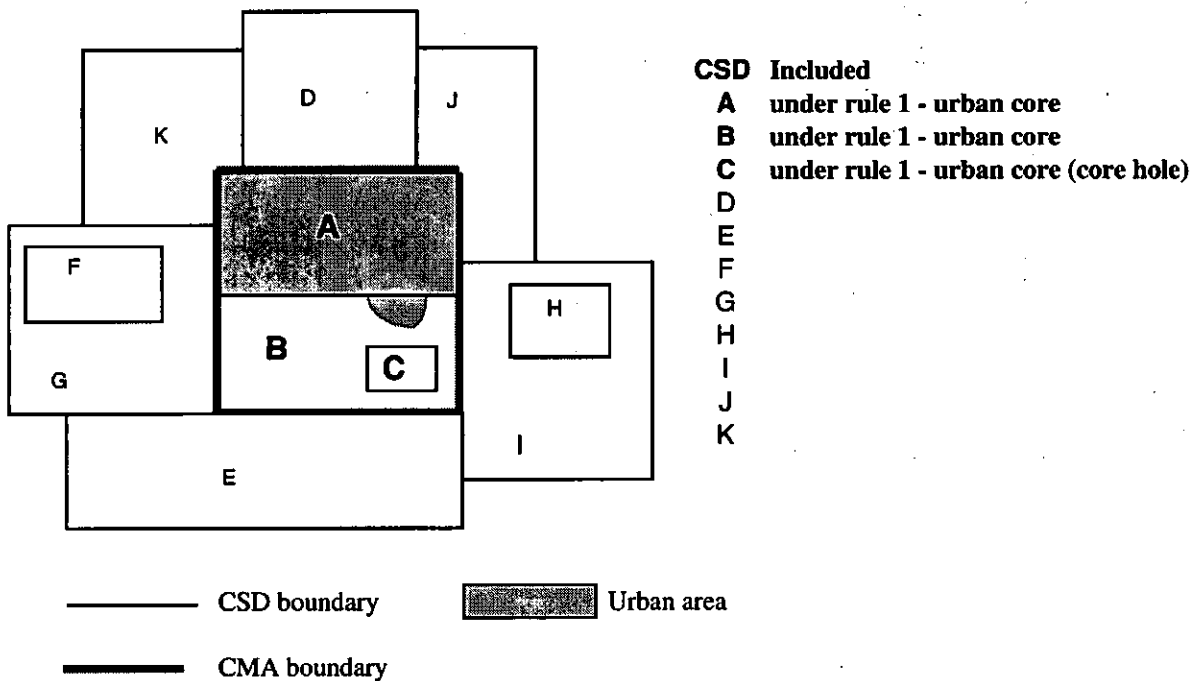 D
J
K
A
F
H
B
C
G
I
E
CSD Included
A under rule 1 - urban core
B under rule 1 - urban core
C under rule 1 - urban core (core hole)
D
E
F
G
H
I
J
K
CSD boundary
Urban area
CMA boundary